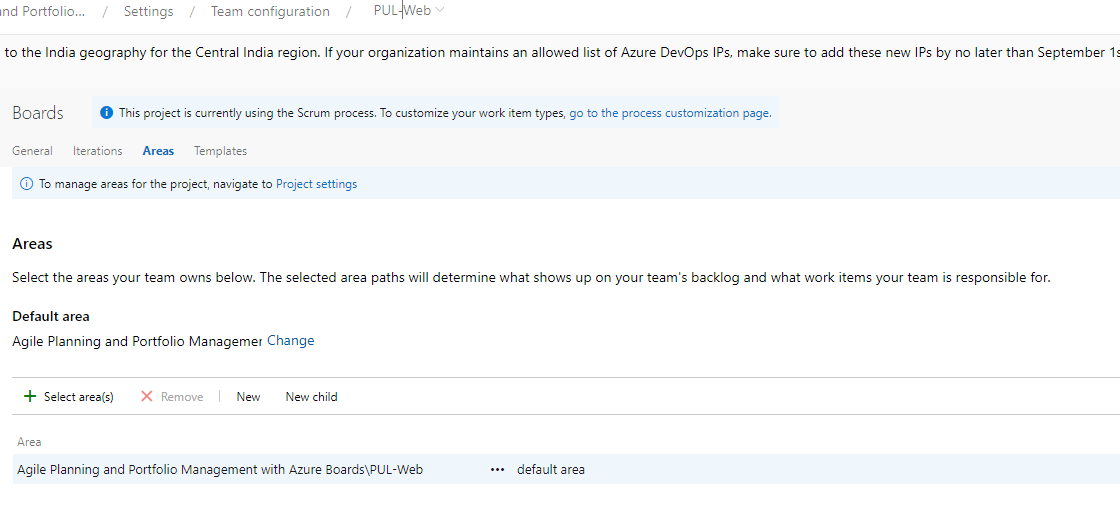 nd Portfolio... / Settings / Team configuration / PUL-Web
to the India geography for the Central India region. If your organization maintains an allowed list of Azure DevOps IPs, make sure to add these new IPs by no later than September 1s
Boards
This project is currently using the Scrum process. To customize your work item types, go to the process customization page.
General Iterations Areas Templates
To manage areas for the project, navigate to Project settings
Areas
Select the areas your team owns below. The selected area paths will determine what shows up on your team's backlog and what work items your team is responsible for.
Default area
Agile Planning and Portfolio Managemer Change
+ Select area(s) Remove New New child
Area
Agile Planning and Portfolio Management with Azure Boards\PUL-Web ••• default area